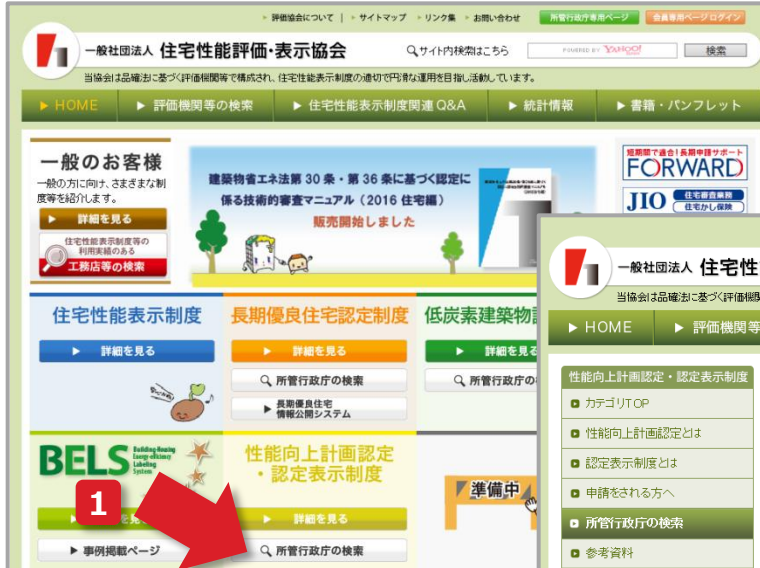 評価協会について | サイトマップ リンク集 お問い合わせ 所管行政庁専用ページ 会員専用ページログイン
一般社団法人 住宅性能評価・表示協会
サイト内検索はこちら POWERED BY YAHOO! 検索
当協会は品確法に基づく評価機関等で構成され、住宅性能表示制度の適切で円滑な運用を目指し活動しています。
HOME 評価機関等の検索 住宅性能表示制度関連 Q&A 統計情報 書籍・パンフレット
一般のお客様
一般の方に向け、さまざまな制
度等を紹介します。
詳細を見る
住宅性能表示制度等の
利用実績のある
工務店等の検索
建築物省エネ法第 30 条・第 36 条に基づく認定に
係る技術的審査マニュアル（2016 住宅編）
販売開始しました
短期間で適合!長期申請サポート
FORWARD
JIO 住宅審査業務
住宅かし保険
住宅性能表示制度
詳細を見る
長期優良住宅認定制度
詳細を見る
所管行政庁の検索
長期優良住宅
情報公開システム
低炭素建築物
詳細を見る
所管行政庁の
BELS Building-Housing
Energy-efficiency
Labeling
System
1
事例掲載ページ
性能向上計画認定
・認定表示制度
詳細を見る
所管行政庁の検索
準備中
一般社団法人 住宅性
当協会は品確法に基づく評価機関
HOME 評価機関等
性能向上計画認定・認定表示制度
カテゴリTOP
性能向上計画認定とは
認定表示制度とは
申請をされる方へ
所管行政庁の検索
参考資料